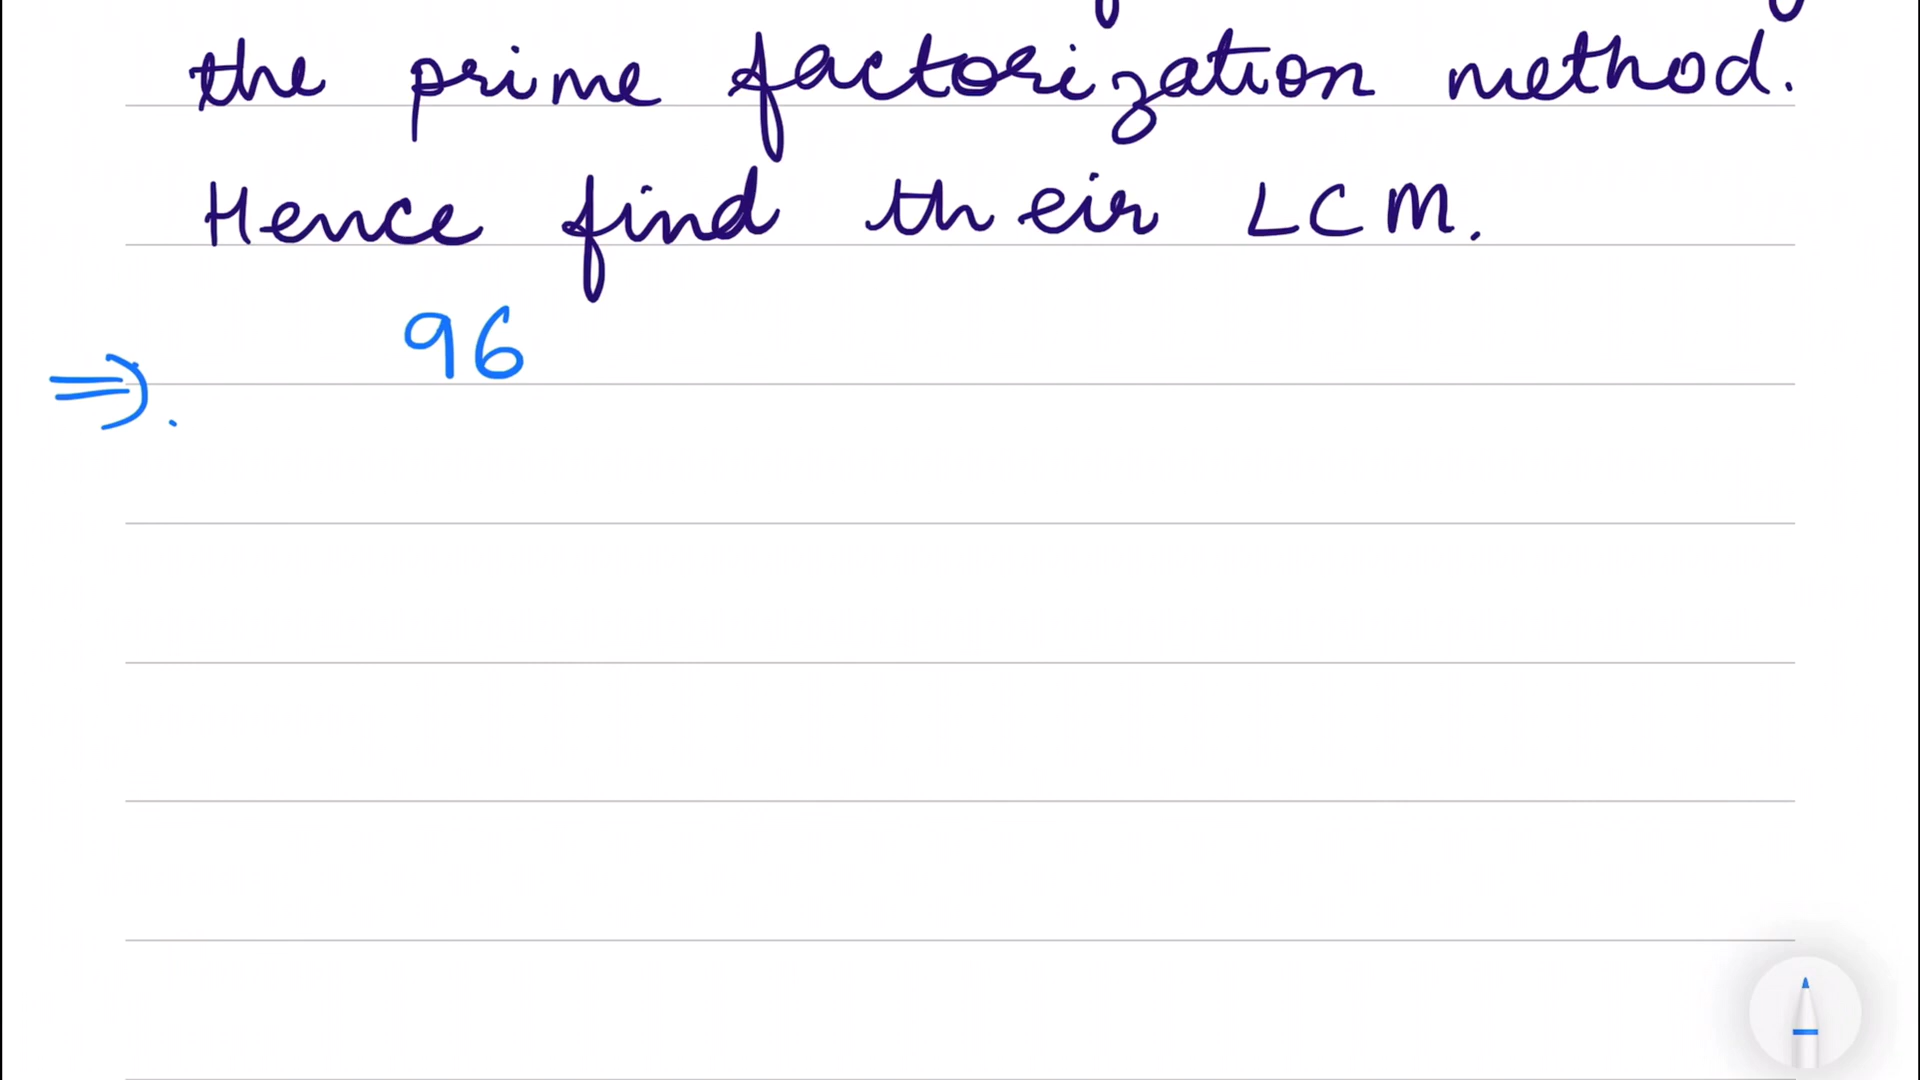 the prime factorization method.
Hence find their LCM.
96
⇒.